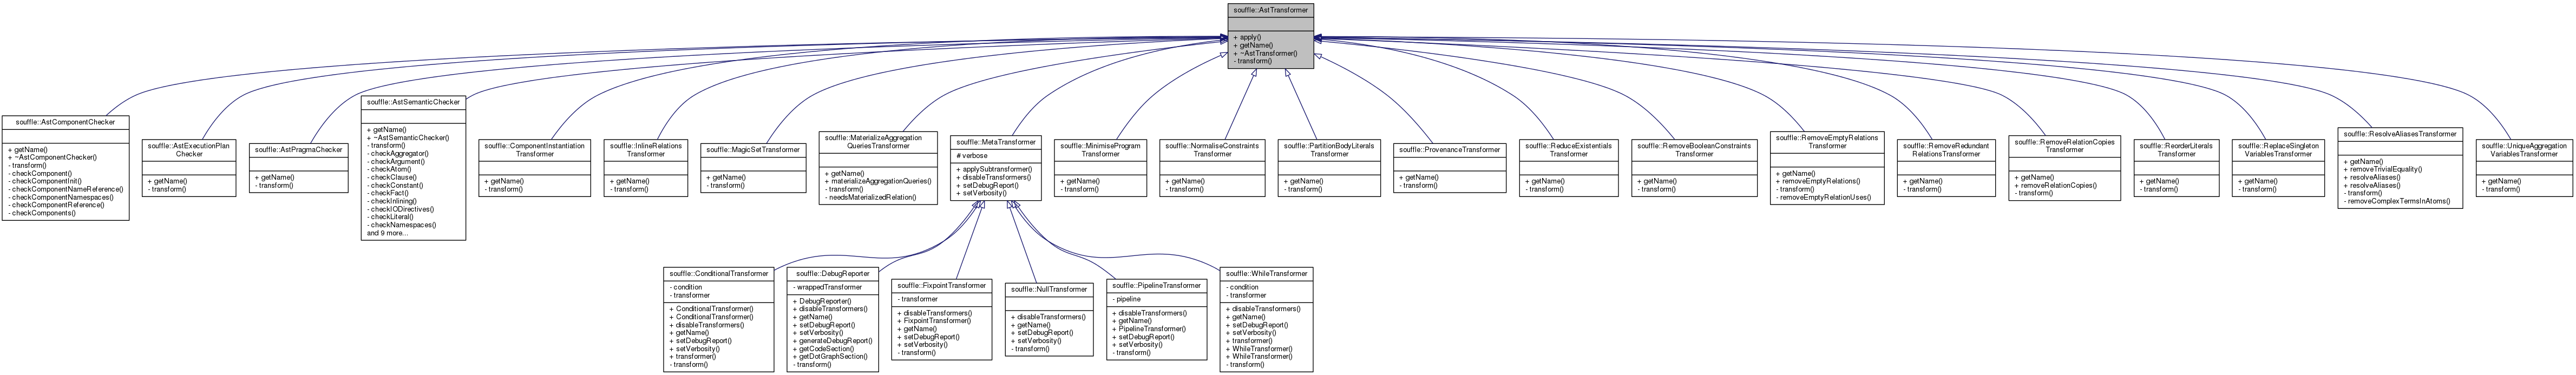 souffle::AstTransformer
+ apply()
+ getName()
+ ~AstTransformer()
- transform()
souffle::AstComponentChecker
+ getName()
+ ~AstComponentChecker()
- transform()
- checkComponent()
- checkComponentInit()
- checkComponentNameReference()
- checkComponentNamespaces()
- checkComponentReference()
- checkComponents()
souffle::AstExecutionPlan
Checker
+ getName()
- transform()
souffle::AstPragmaChecker
+ getName()
- transform()
souffle::AstSemanticChecker
+ getName()
+ ~AstSemanticChecker()
- transform()
- checkAggregator()
- checkArgument()
- checkAtom()
- checkClause()
- checkConstant()
- checkFact()
- checkInlining()
- checkIODirectives()
- checkLiteral()
- checkNamespaces()
and 9 more...
souffle::ComponentInstantiation
Transformer
+ getName()
- transform()
souffle::InlineRelations
Transformer
+ getName()
- transform()
souffle::MagicSetTransformer
+ getName()
- transform()
souffle::MaterializeAggregation
QueriesTransformer
+ getName()
+ materializeAggregationQueries()
- transform()
- needsMaterializedRelation()
souffle::MetaTransformer
# verbose
+ applySubtransformer()
+ disableTransformers()
+ setDebugReport()
+ setVerbosity()
souffle::MinimiseProgram
Transformer
+ getName()
- transform()
souffle::NormaliseConstraints
Transformer
+ getName()
- transform()
souffle::PartitionBodyLiterals
Transformer
+ getName()
- transform()
souffle::ProvenanceTransformer
+ getName()
- transform()
souffle::ReduceExistentials
Transformer
+ getName()
- transform()
souffle::RemoveBooleanConstraints
Transformer
+ getName()
- transform()
souffle::RemoveEmptyRelations
Transformer
+ getName()
+ removeEmptyRelations()
- transform()
- removeEmptyRelationUses()
souffle::RemoveRedundant
RelationsTransformer
+ getName()
- transform()
souffle::RemoveRelationCopies
Transformer
+ getName()
+ removeRelationCopies()
- transform()
souffle::ReorderLiterals
Transformer
+ getName()
- transform()
souffle::ReplaceSingleton
VariablesTransformer
+ getName()
- transform()
souffle::ResolveAliasesTransformer
+ getName()
+ removeTrivialEquality()
+ resolveAliases()
+ resolveAliases()
- transform()
- removeComplexTermsInAtoms()
souffle::UniqueAggregation
VariablesTransformer
+ getName()
- transform()
souffle::ConditionalTransformer
- condition
- transformer
+ ConditionalTransformer()
+ ConditionalTransformer()
+ disableTransformers()
+ getName()
+ setDebugReport()
+ setVerbosity()
+ transformer()
- transform()
souffle::DebugReporter
- wrappedTransformer
+ DebugReporter()
+ disableTransformers()
+ getName()
+ setDebugReport()
+ setVerbosity()
+ generateDebugReport()
+ getCodeSection()
+ getDotGraphSection()
- transform()
souffle::FixpointTransformer
- transformer
+ disableTransformers()
+ FixpointTransformer()
+ getName()
+ setDebugReport()
+ setVerbosity()
- transform()
souffle::NullTransformer
+ disableTransformers()
+ getName()
+ setDebugReport()
+ setVerbosity()
- transform()
souffle::PipelineTransformer
- pipeline
+ disableTransformers()
+ getName()
+ PipelineTransformer()
+ setDebugReport()
+ setVerbosity()
- transform()
souffle::WhileTransformer
- condition
- transformer
+ disableTransformers()
+ getName()
+ setDebugReport()
+ setVerbosity()
+ transformer()
+ WhileTransformer()
+ WhileTransformer()
- transform()